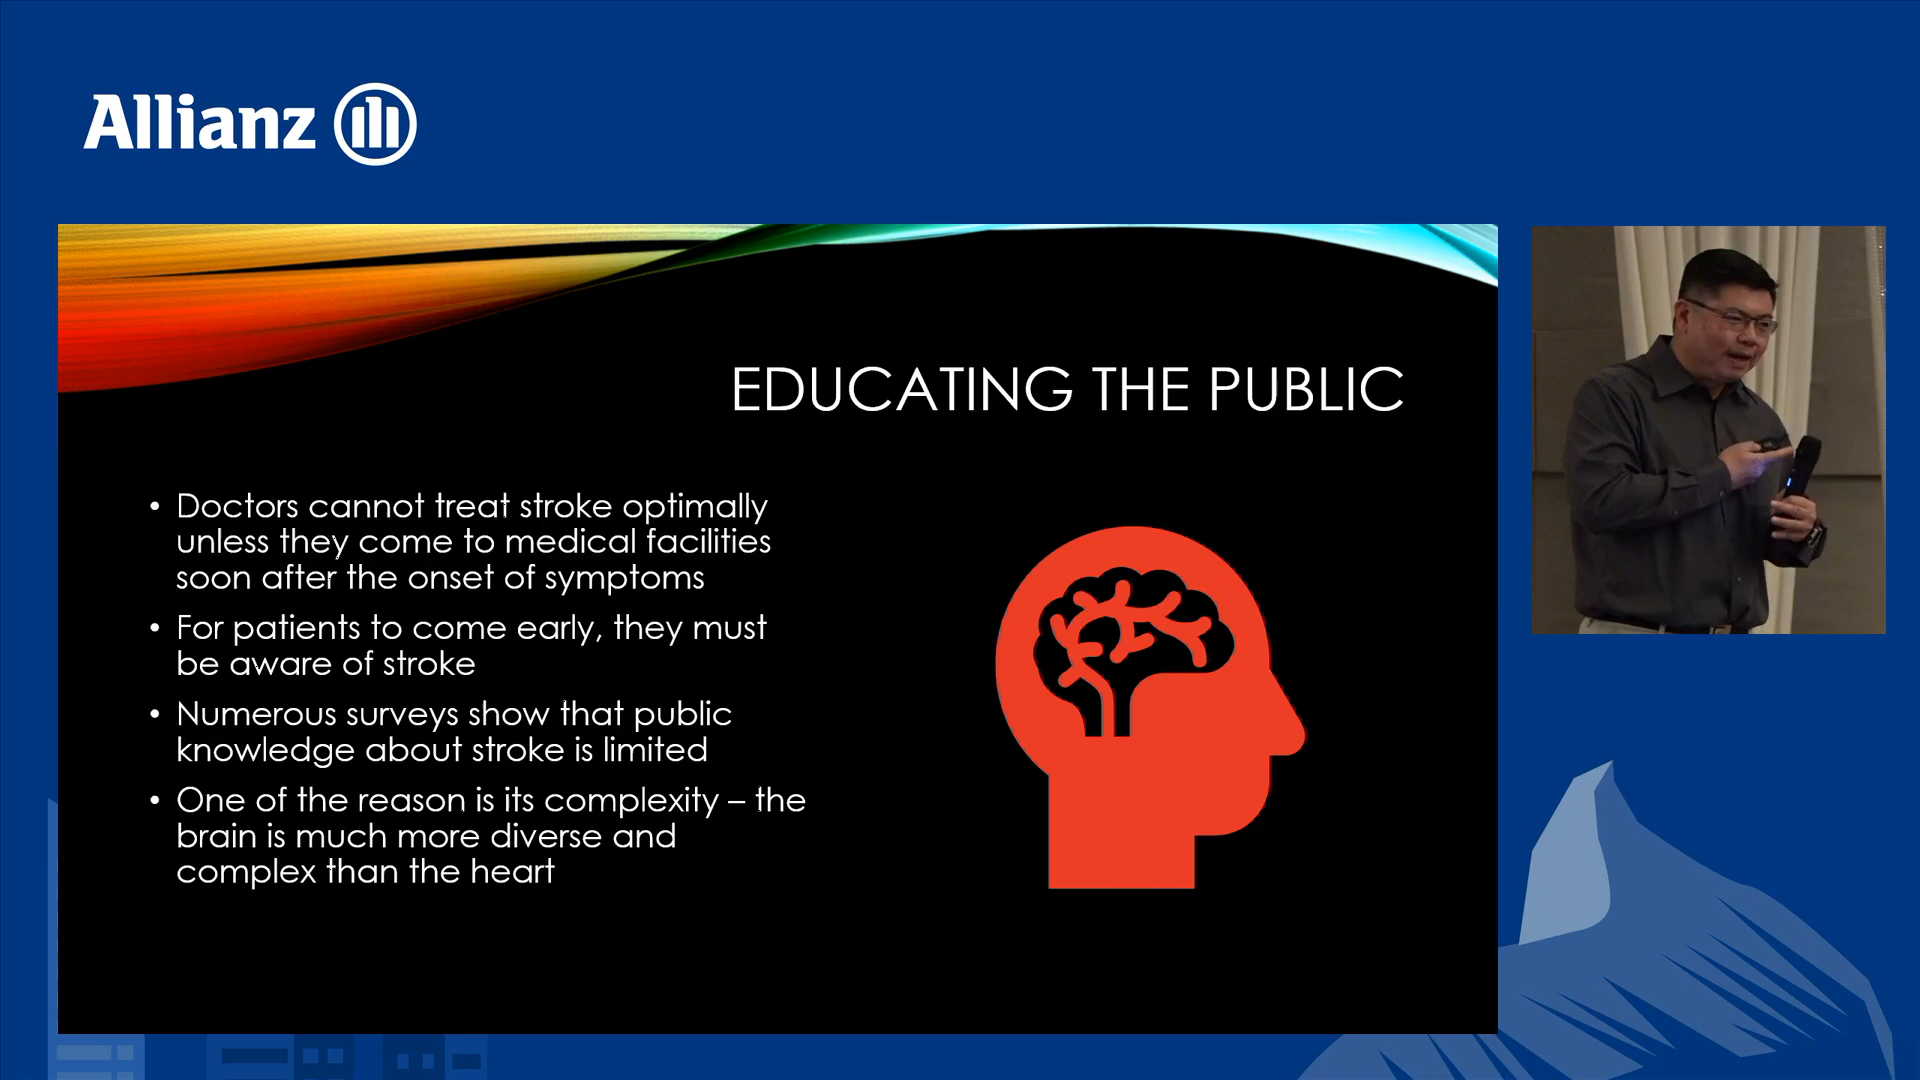 Allianz
EDUCATING THE PUBLIC
• Doctors cannot treat stroke optimally
unless they come to medical facilities
soon after the onset of symptoms
• For patients to come early, they must
be aware of stroke
• Numerous surveys show that public
knowledge about stroke is limited
• One of the reason is its complexity – the
brain is much more diverse and
complex than the heart